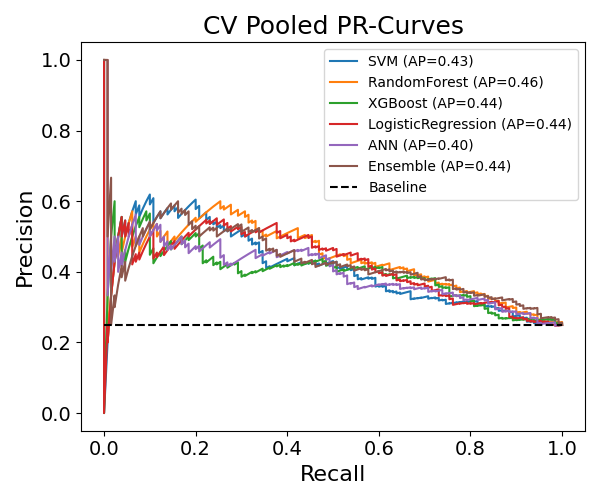 CV Pooled PR-Curves
SVM (AP=0.43)
RandomForest (AP=0.46)
XGBoost (AP=0.44)
LogisticRegression (AP=0.44)
ANN (AP=0.40)
Ensemble (AP=0.44)
Baseline
Precision
1.0
0.8
0.6
0.4
0.2
0.0
0.0 0.2 0.4 0.6 0.8 1.0
Recall